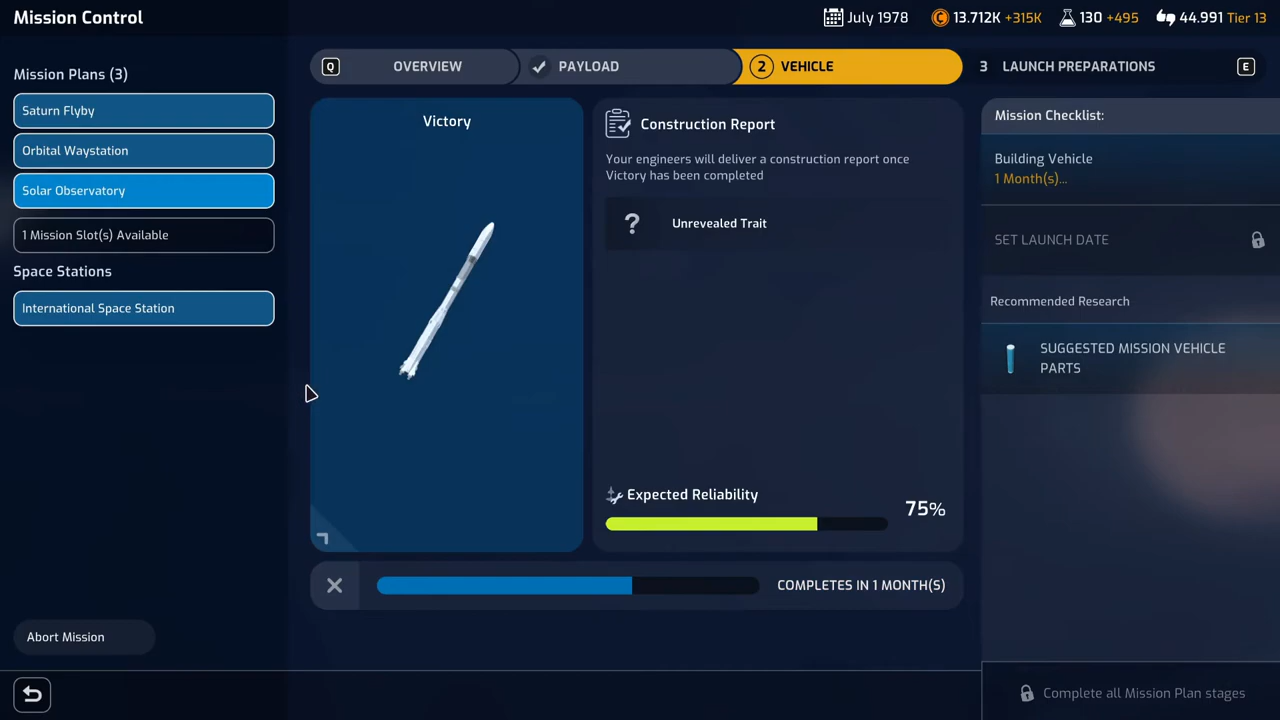 Mission Control
July 1978
13.712K +315K
130 +495
44.991 Tier 13
Mission Plans (3)
Saturn Flyby
Orbital Waystation
Solar Observatory
1 Mission Slot(s) Available
Space Stations
International Space Station
Abort Mission
Q
OVERVIEW
PAYLOAD
2 VEHICLE
3 LAUNCH PREPARATIONS
E
Victory
Construction Report
Your engineers will deliver a construction report once
Victory has been completed
? Unrevealed Trait
Expected Reliability
75%
COMPLETES IN 1 MONTH(S)
Mission Checklist:
Building Vehicle
1 Month(s)...
SET LAUNCH DATE
Recommended Research
SUGGESTED MISSION VEHICLE
PARTS
Complete all Mission Plan stages